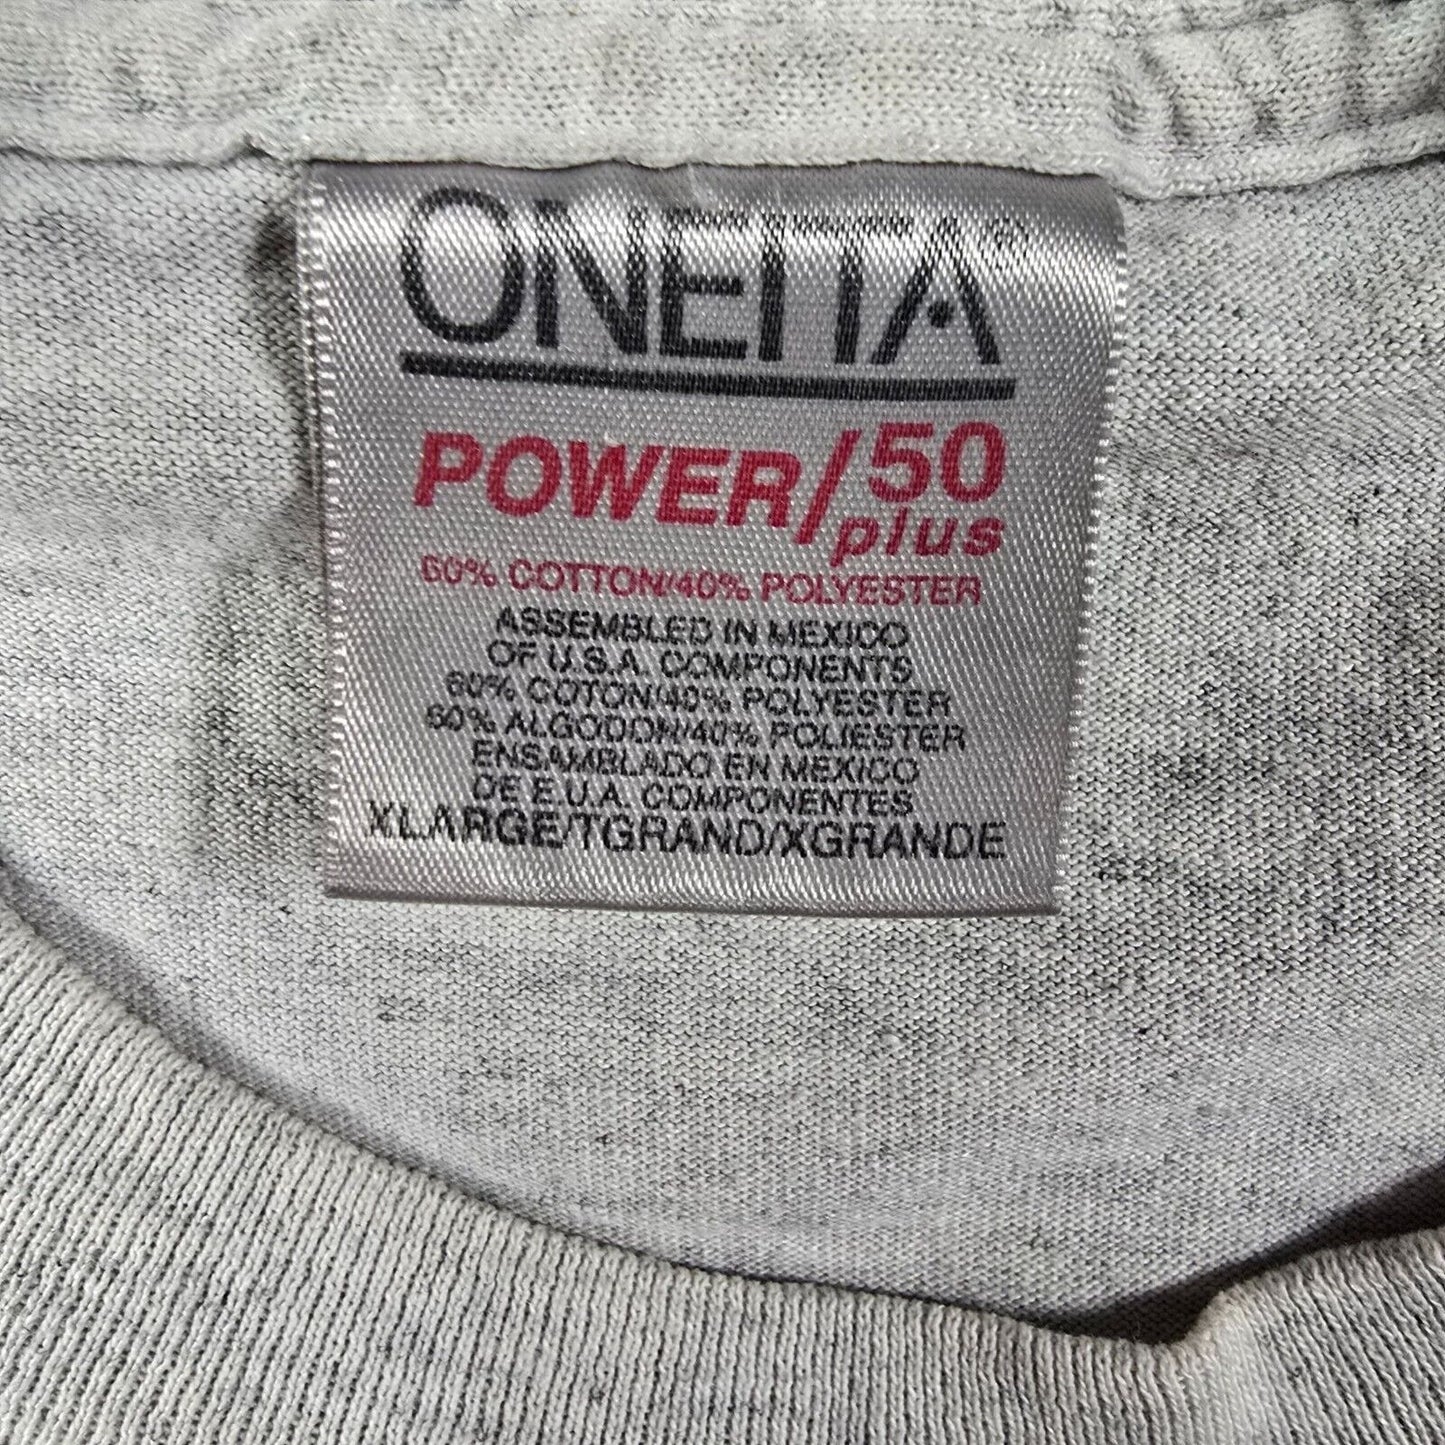 ONEITA®
POWER/50
plus
60% COTTON/40% POLYESTER
ASSEMBLED IN MEXICO
OF U.S.A. COMPONENTS
60% COTON/40% POLYESTER
60% ALGODON/40% POLIESTER
ENSAMBLADO EN MEXICO
DE E.U.A. COMPONENTES
XLARGE/TGRAND/XGRANDE